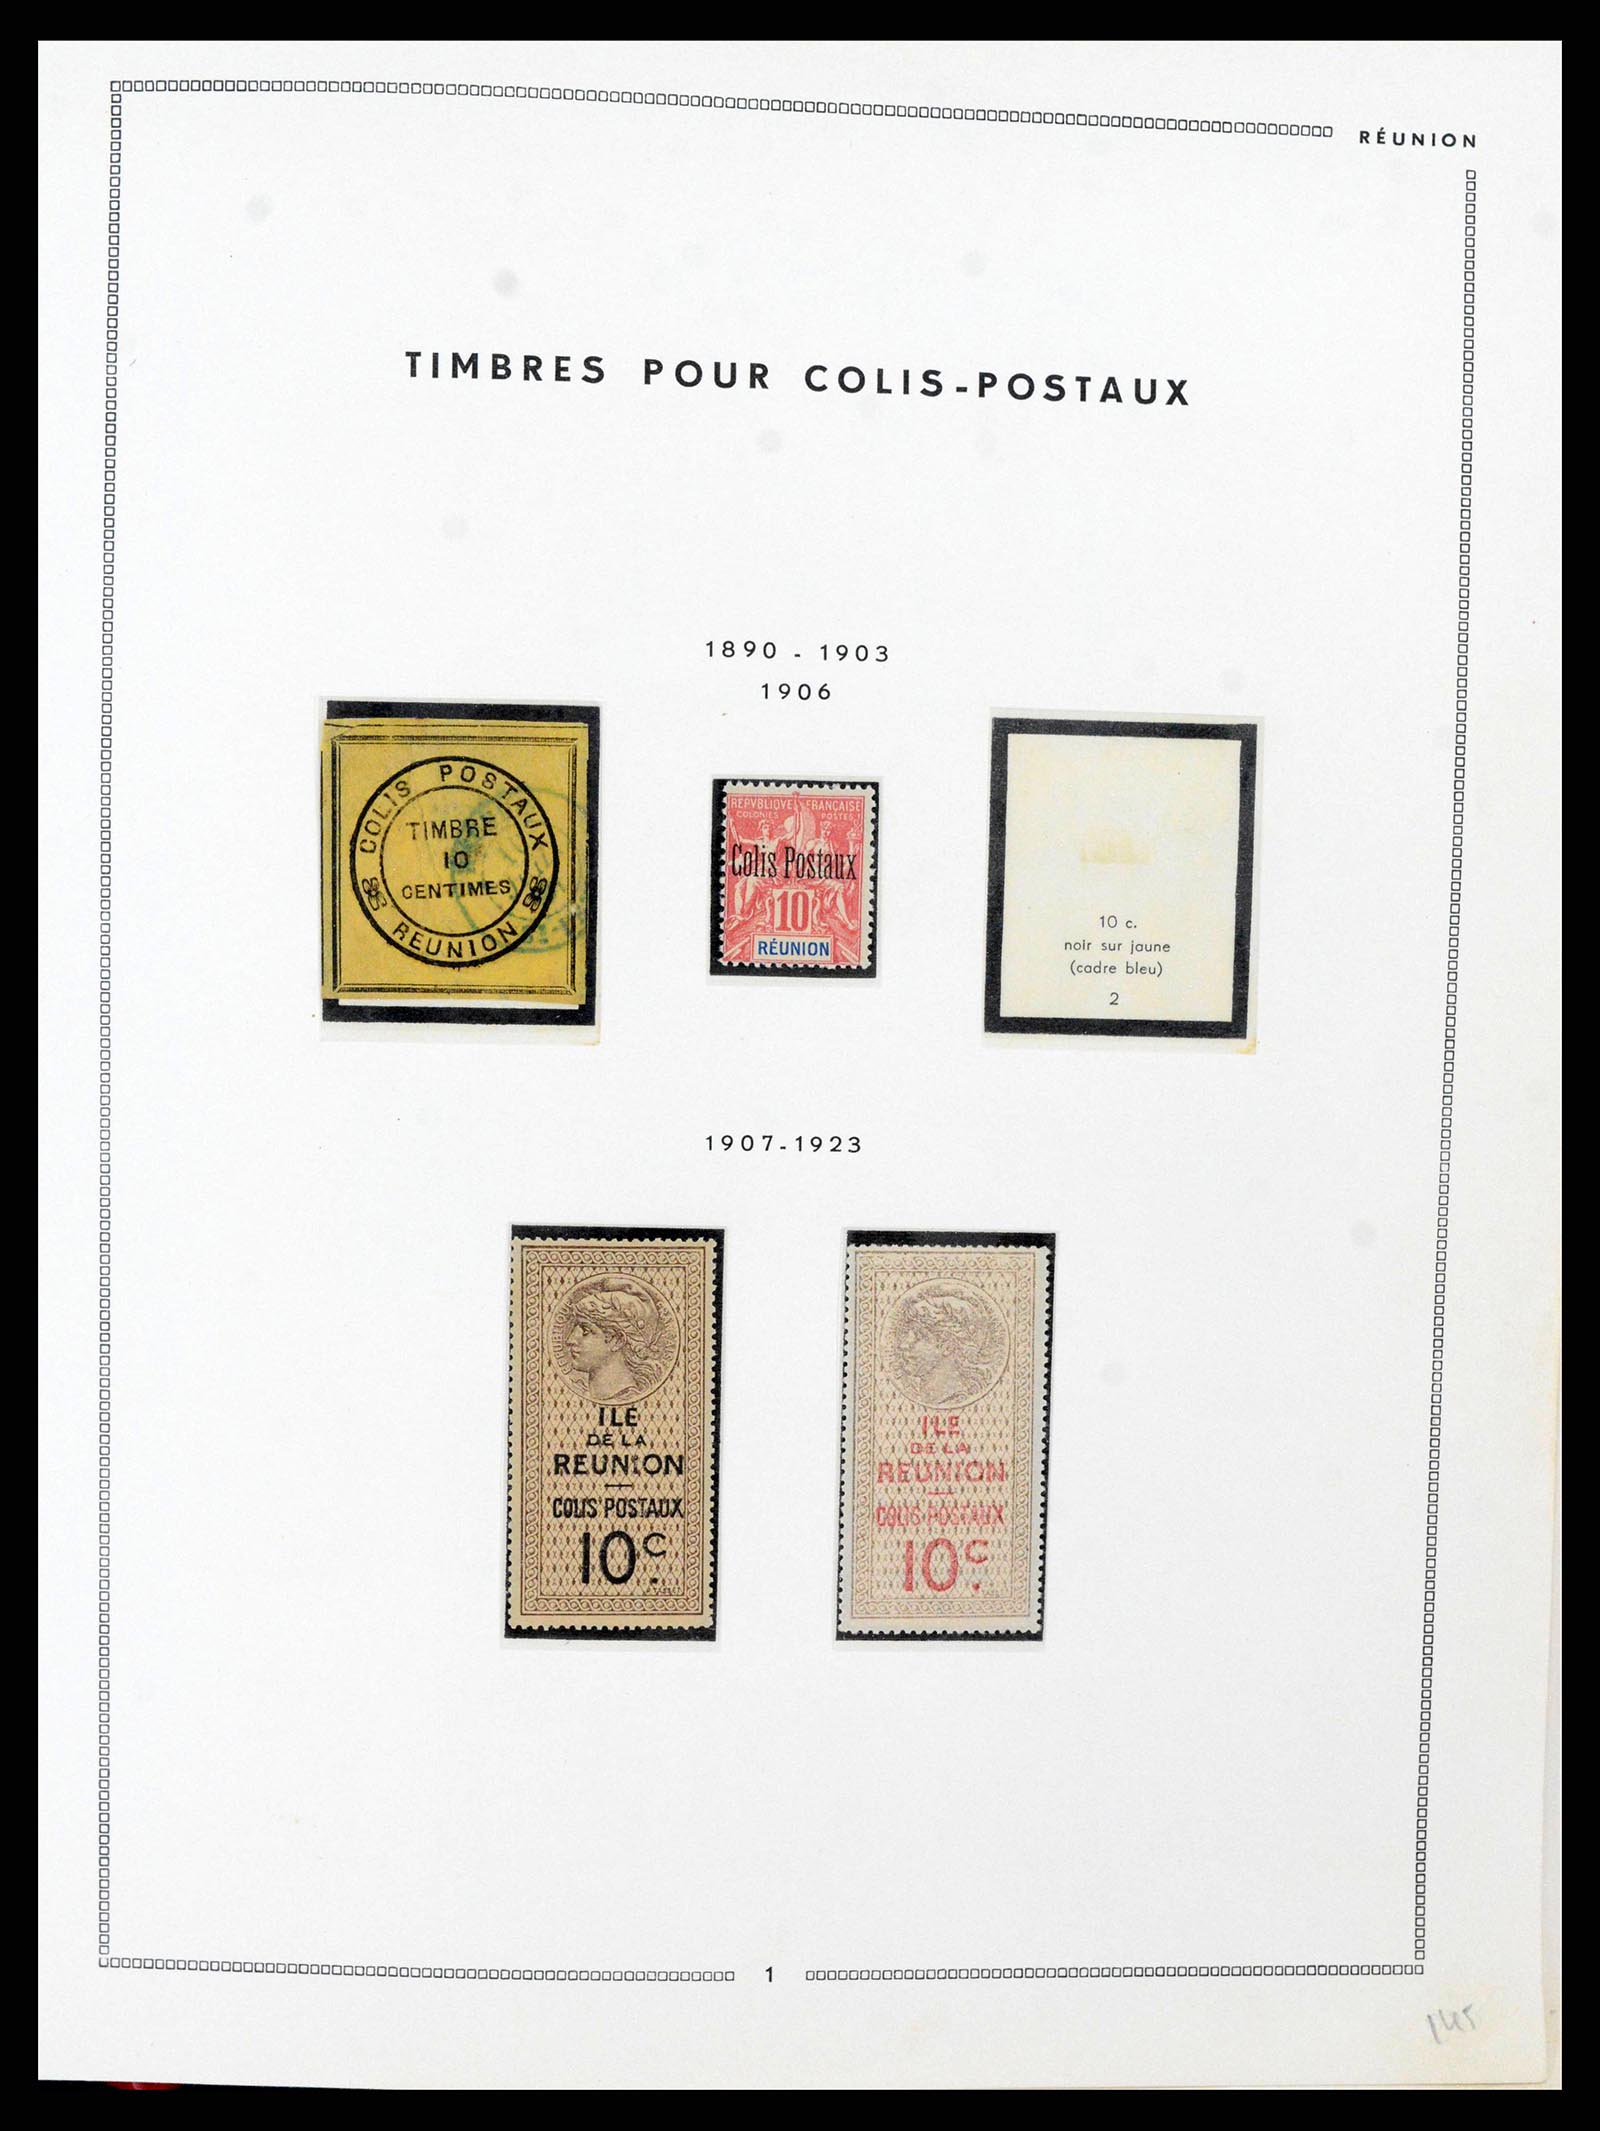 RÉUNION
TIMBRES POUR COLIS-POSTAUX
1890 - 1903
1906
COLIS POSTAUX
TIMBRE
10
CENTIMES
RÉUNION
RÉPUBLIQUE FRANÇAISE
COLONIES POSTES
Colis Postaux
10
RÉUNION
10 c.
noir sur jaune
(cadre bleu)
2
1907-1923
ILE
DE LA
REUNION
COLIS POSTAUX
10c.
ILE
DE LA
REUNION
COLIS POSTAUX
10c.
1
145